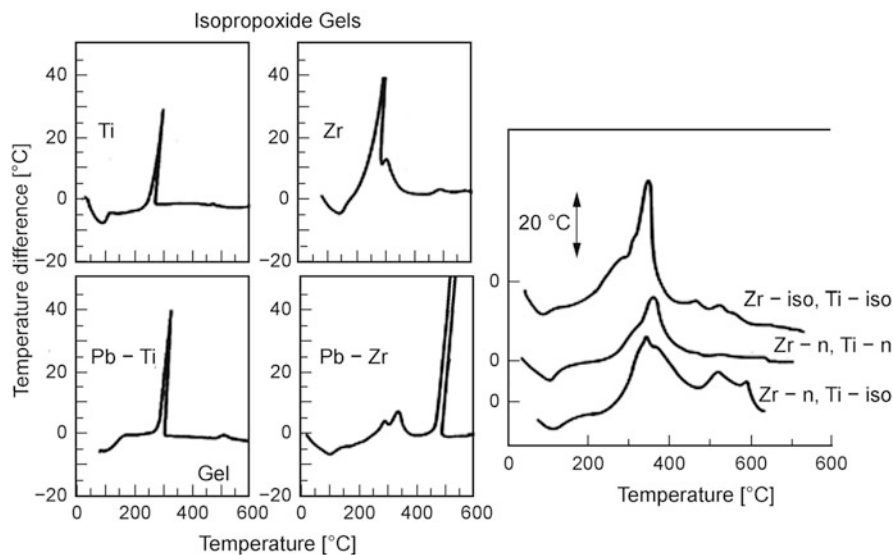 Isopropoxide Gels
Temperature difference [°C]
40
20
0
−20
Ti
40
20
0
−20
Zr
40
20
0
−20
Pb − Ti
Gel
0 200 400 600
40
20
0
−20
Pb − Zr
0 200 400 600
Temperature [°C]
20 °C
0
Zr − iso, Ti − iso
0
Zr − n, Ti − n
0
Zr − n, Ti − iso
0 200 400 600 600
Temperature [°C]